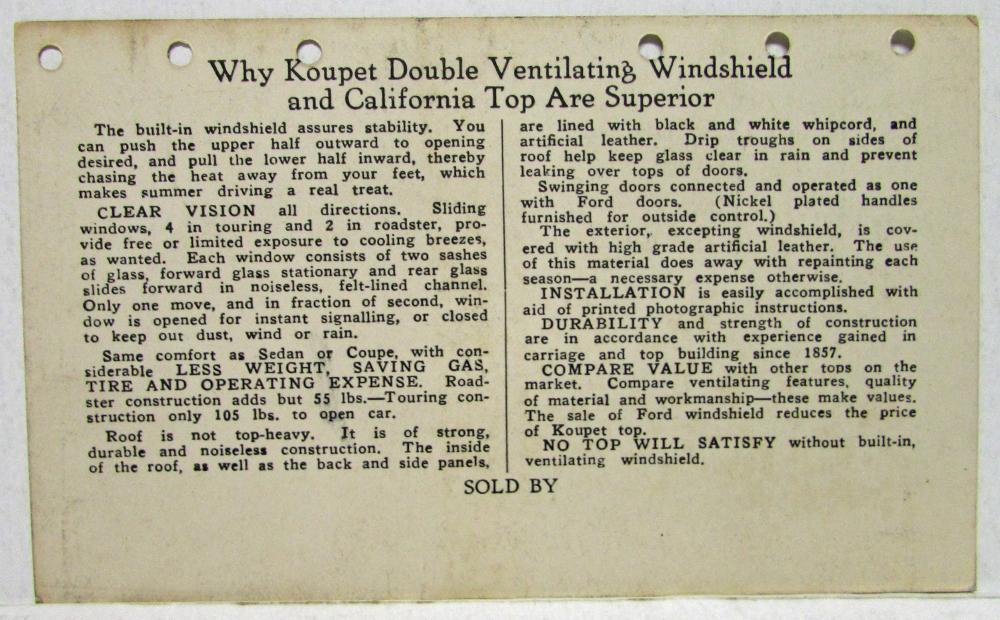 Why Koupet Double Ventilating Windshield
and California Top Are Superior
The built-in windshield assures stability. You
can push the upper half outward to opening
desired, and pull the lower half inward, thereby
chasing the heat away from your feet, which
makes summer driving a real treat.
CLEAR VISION all directions. Sliding
windows, 4 in touring and 2 in roadster, pro-
vide free or limited exposure to cooling breezes,
as wanted. Each window consists of two sashes
of glass, forward glass stationary and rear glass
slides forward in noiseless, felt-lined channel.
Only one move, and in fraction of second, win-
dow is opened for instant signalling, or closed
to keep out dust, wind or rain.
Same comfort as Sedan or Coupe, with con-
siderable LESS WEIGHT, SAVING GAS,
TIRE AND OPERATING EXPENSE. Road-
ster construction adds but 55 lbs.—Touring con-
struction only 105 lbs. to open car.
Roof is not top-heavy. It is of strong,
durable and noiseless construction. The inside
of the roof, as well as the back and side panels,
are lined with black and white whipcord, and
artificial leather. Drip troughs on sides of
roof help keep glass clear in rain and prevent
leaking over tops of doors.
Swinging doors connected and operated as one
with Ford doors. (Nickel plated handles
furnished for outside control.)
The exterior, excepting windshield, is cov-
ered with high grade artificial leather. The use
of this material does away with repainting each
season—a necessary expense otherwise.
INSTALLATION is easily accomplished with
aid of printed photographic instructions.
DURABILITY and strength of construction
are in accordance with experience gained in
carriage and top building since 1857.
COMPARE VALUE with other tops on the
market. Compare ventilating features, quality
of material and workmanship—these make values.
The sale of Ford windshield reduces the price
of Koupet top.
NO TOP WILL SATISFY without built-in,
ventilating windshield.
SOLD BY